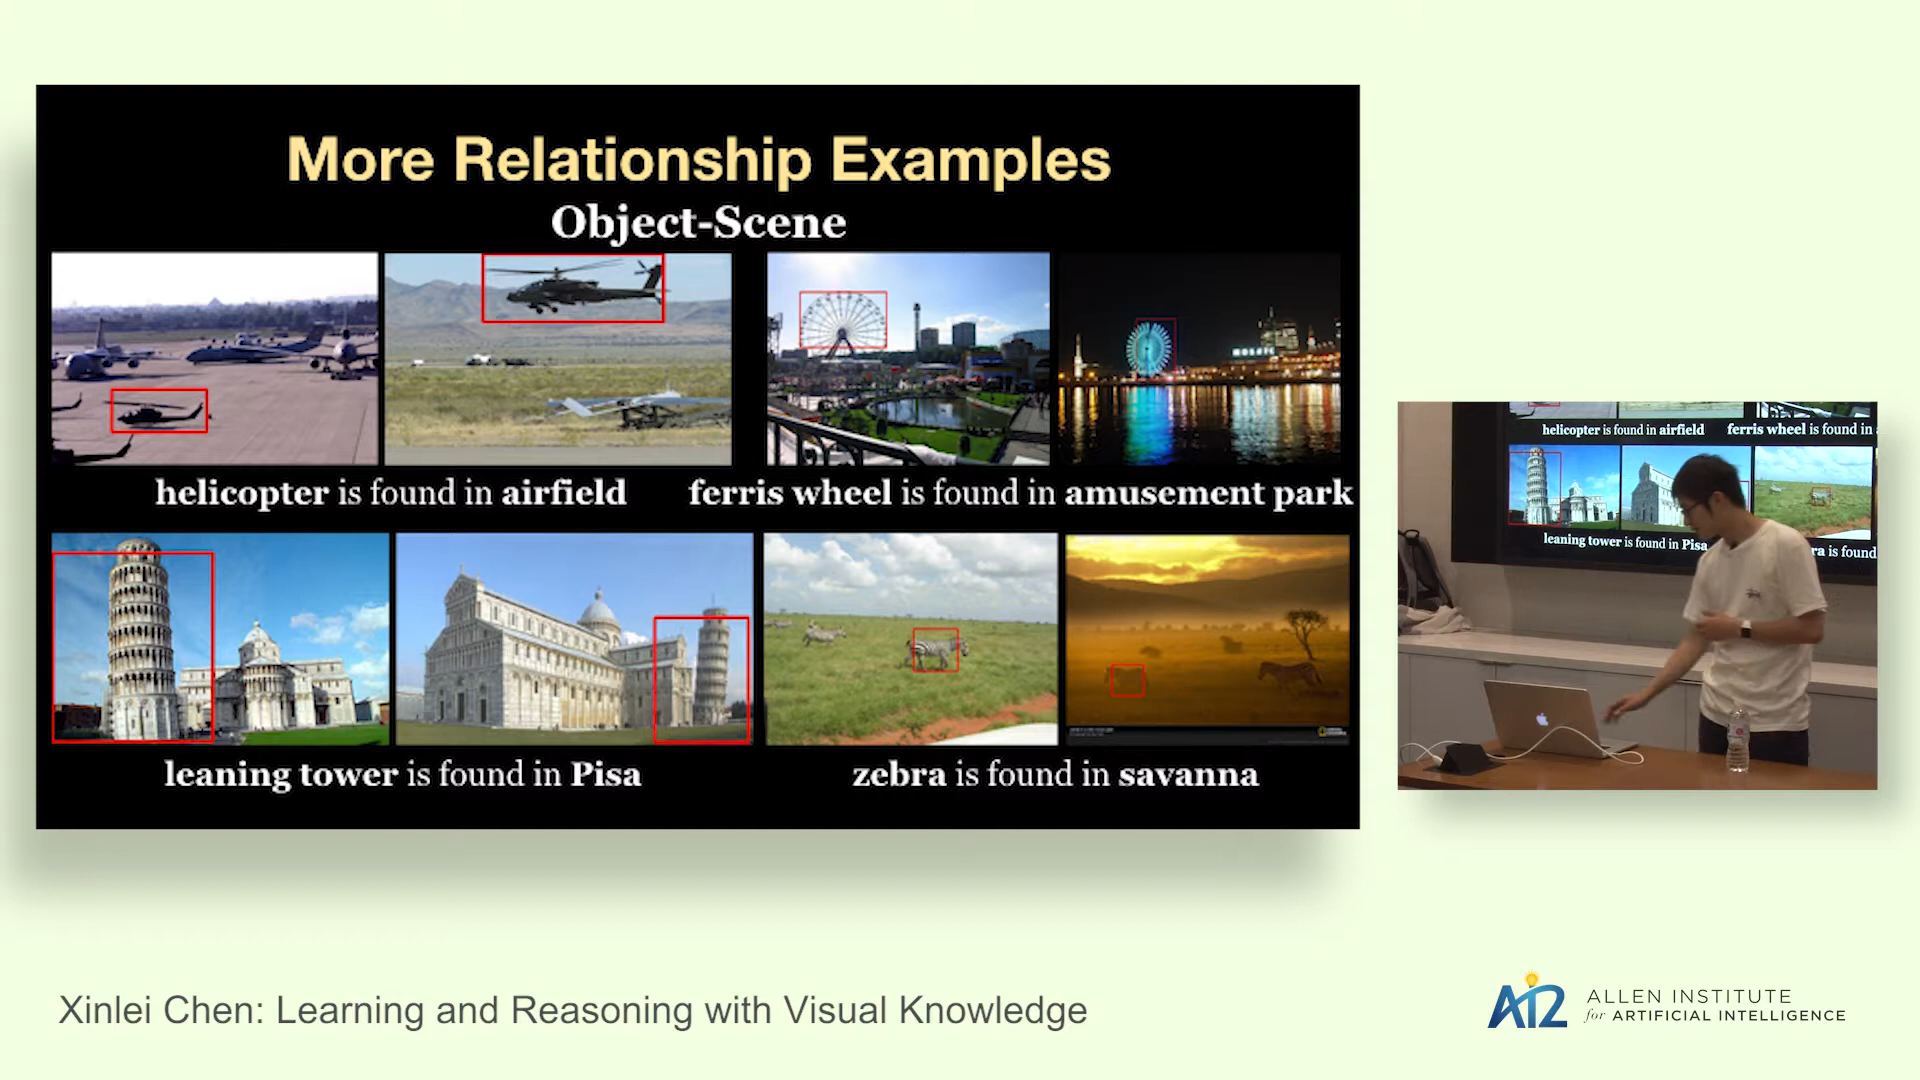 More Relationship Examples
Object-Scene
MOSAIC
helicopter is found in airfield
ferris wheel is found in amusement park
leaning tower is found in Pisa
zebra is found in savanna
helicopter is found in airfield
ferris wheel is found in
leaning tower is found in Pisa
ra is found
Xinlei Chen: Learning and Reasoning with Visual Knowledge
AI2
ALLEN INSTITUTE
for ARTIFICIAL INTELLIGENCE